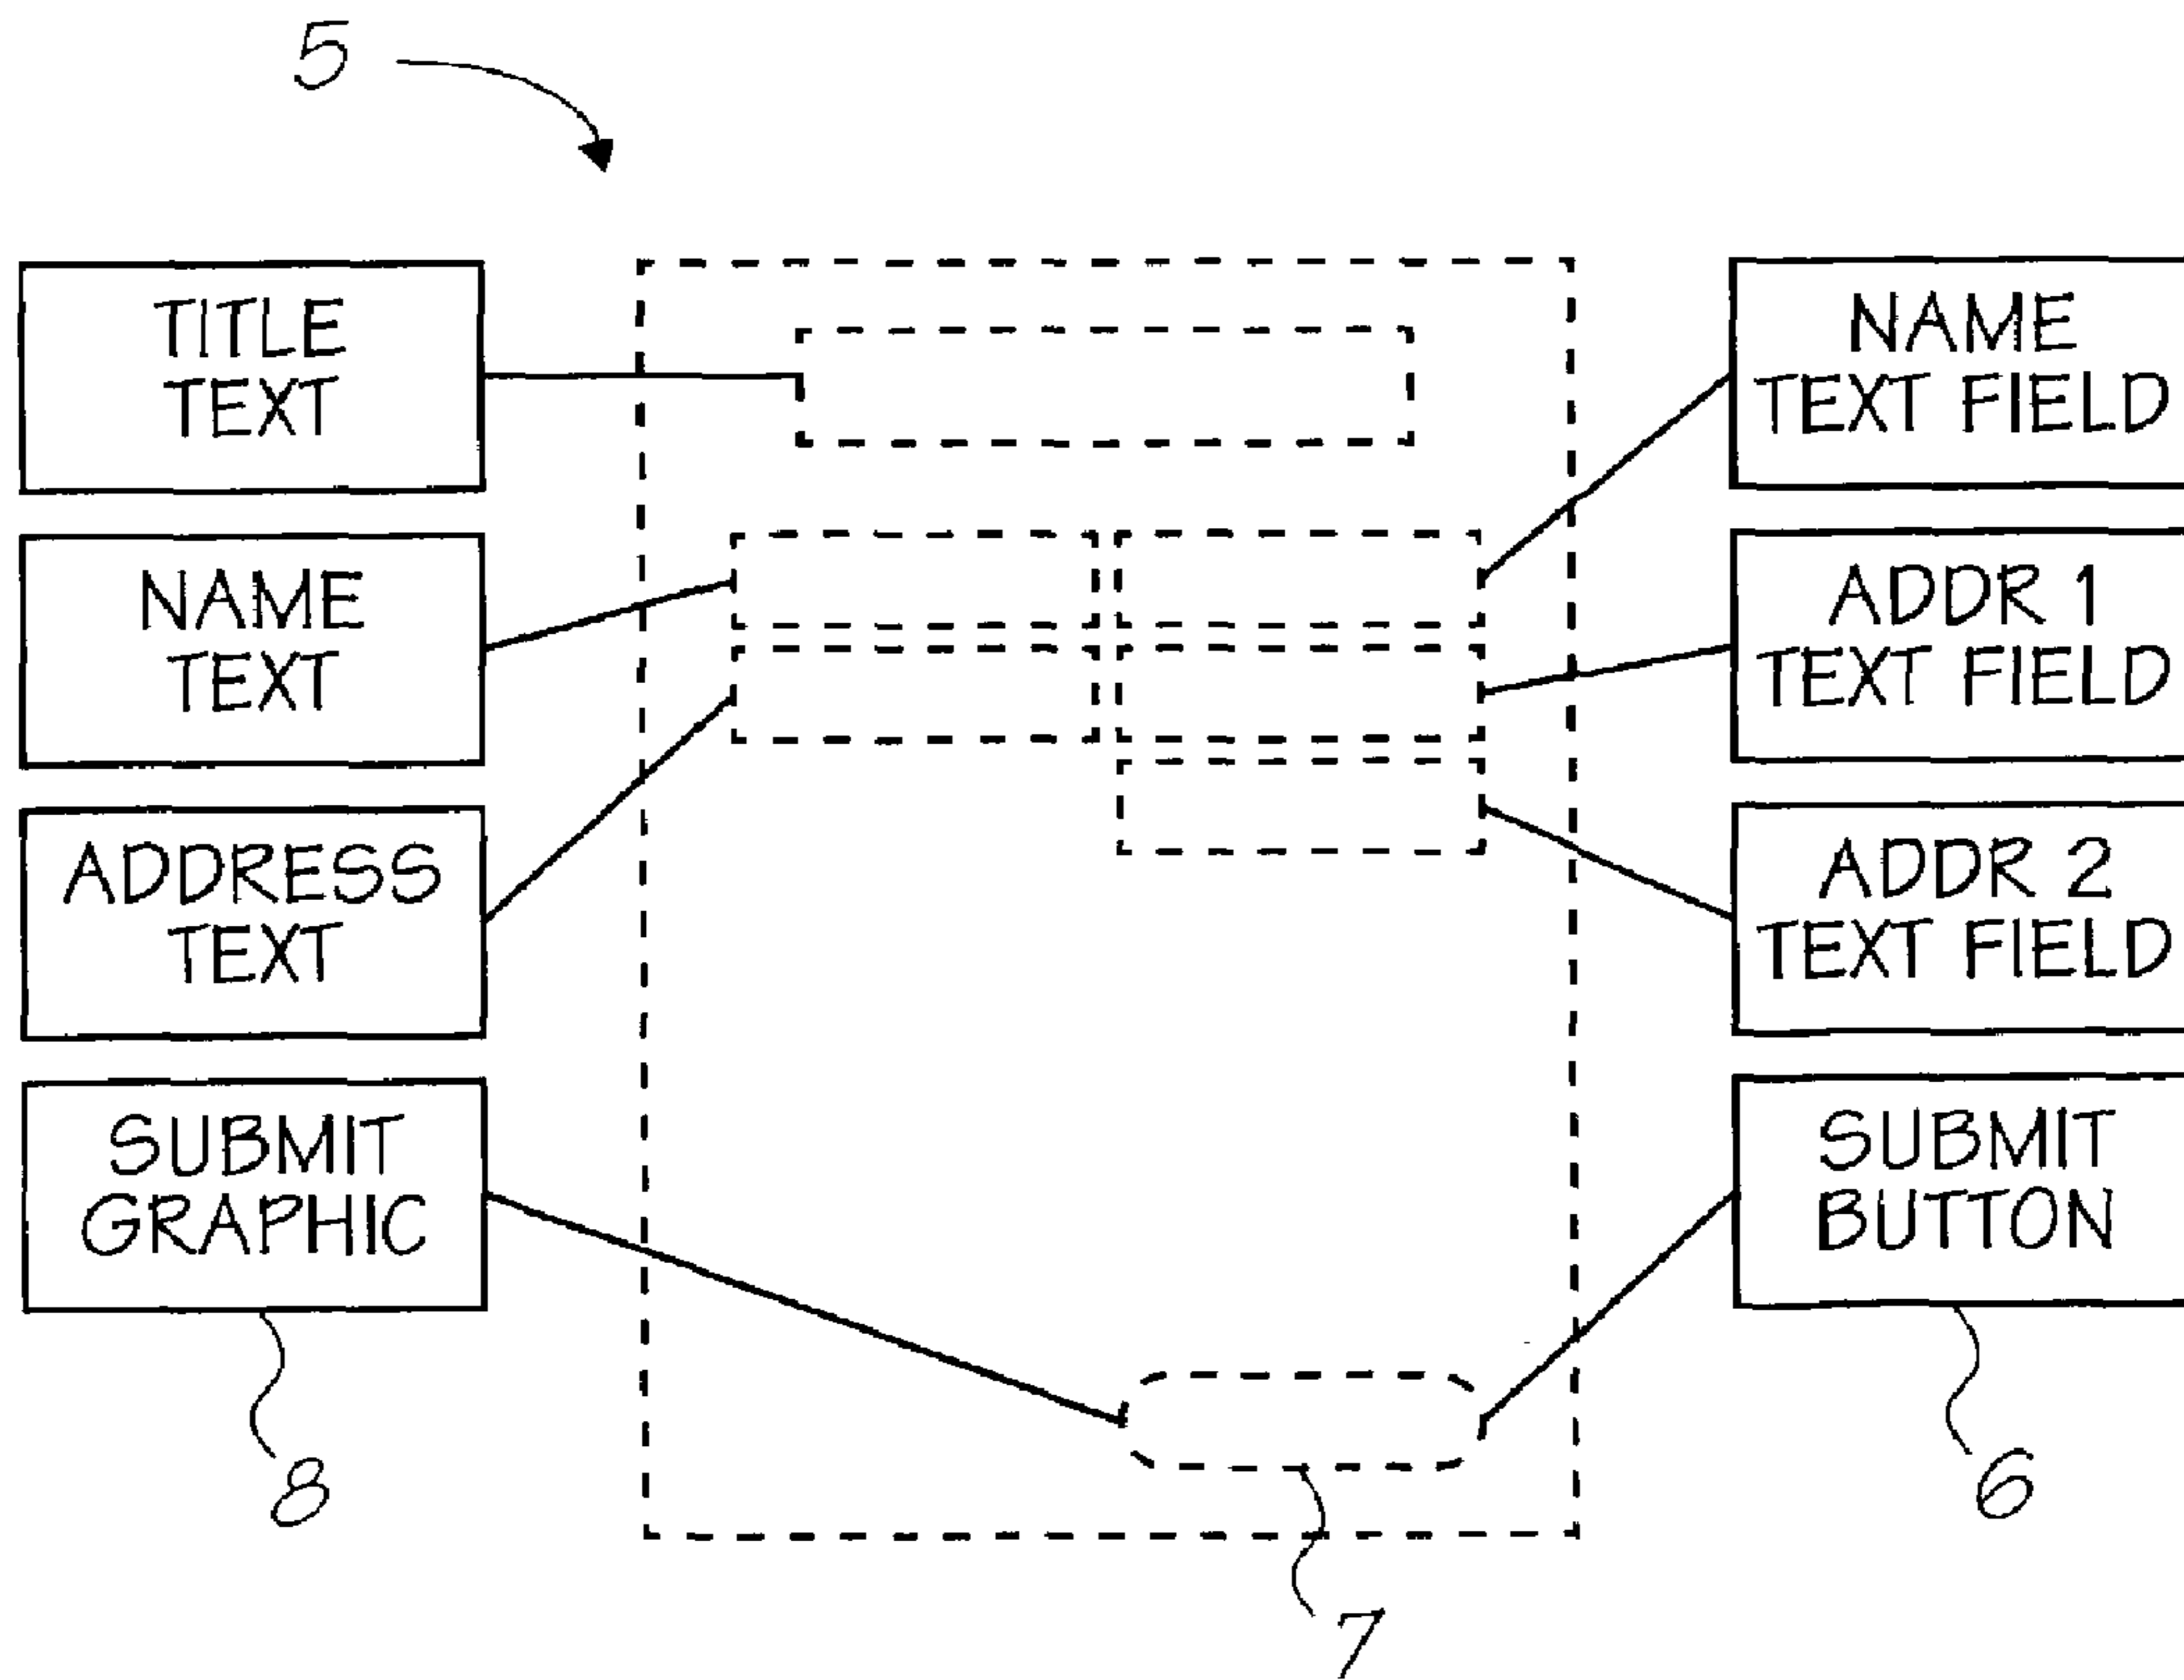 5
TITLE
TEXT
NAME
TEXT FIELD
NAME
TEXT
ADDR 1
TEXT FIELD
ADDRESS
TEXT
ADDR 2
TEXT FIELD
SUBMIT
GRAPHIC
SUBMIT
BUTTON
8
6
7